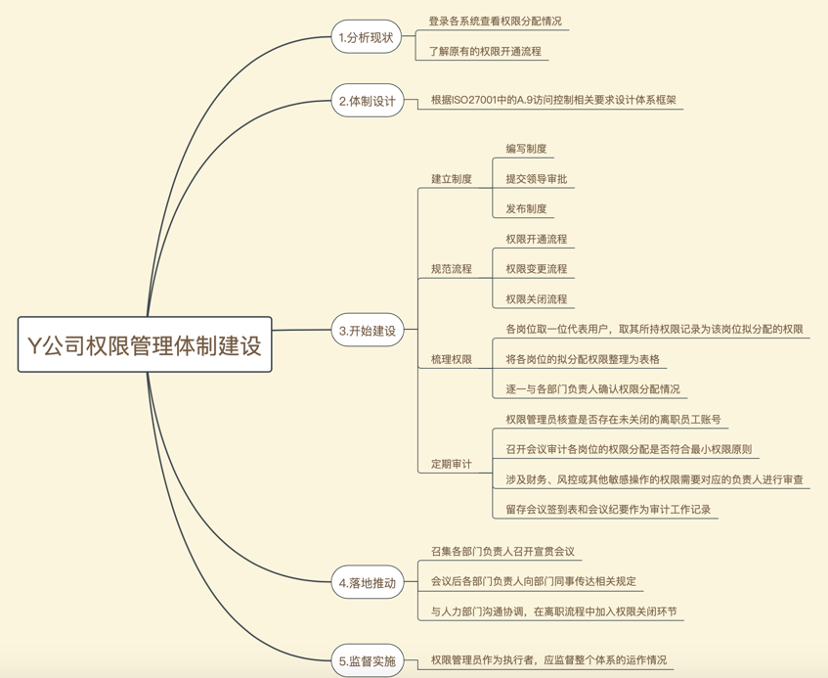 Y公司权限管理体制建设
1.分析现状
登录各系统查看权限分配情况
了解原有的权限开通流程
2.体制设计
根据ISO27001中的A.9访问控制相关要求设计体系框架
3.开始建设
建立制度
编写制度
提交领导审批
发布制度
规范流程
权限开通流程
权限变更流程
权限关闭流程
梳理权限
各岗位取一位代表用户，取其所持权限记录为该岗位拟分配的权限
将各岗位的拟分配权限整理为表格
逐一与各部门负责人确认权限分配情况
定期审计
权限管理员核查是否存在未关闭的离职员工账号
召开会议审计各岗位的权限分配是否符合最小权限原则
涉及财务、风控或其他敏感操作的权限需要对应的负责人进行审查
留存会议签到表和会议纪要作为审计工作记录
4.落地推动
召集各部门负责人召开宣贯会议
会议后各部门负责人向部门同事传达相关规定
与人力部门沟通协调，在离职流程中加入权限关闭环节
5.监督实施
权限管理员作为执行者，应监督整个体系的运作情况